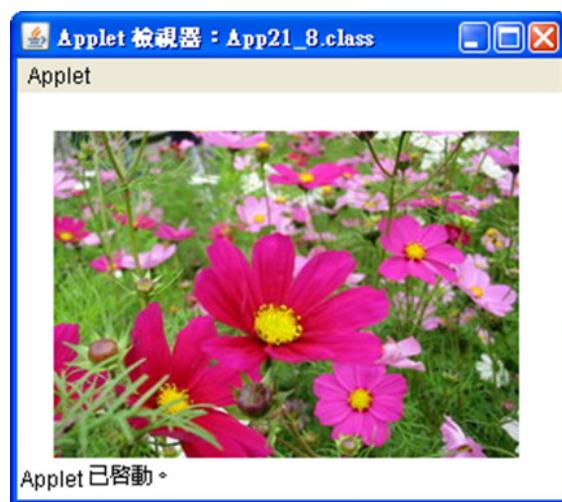 Applet 檢視器：App21_8.class
Applet
Applet 已啟動。